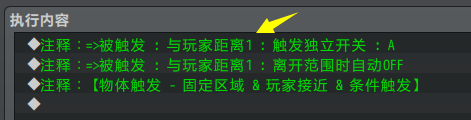 执行内容
◆注释：=>被触发 : 与玩家距离1 : 触发独立开关 : A
◆注释：=>被触发 : 与玩家距离1 : 离开范围时自动OFF
◆注释：【物体触发 - 固定区域 & 玩家接近 & 条件触发】
◆